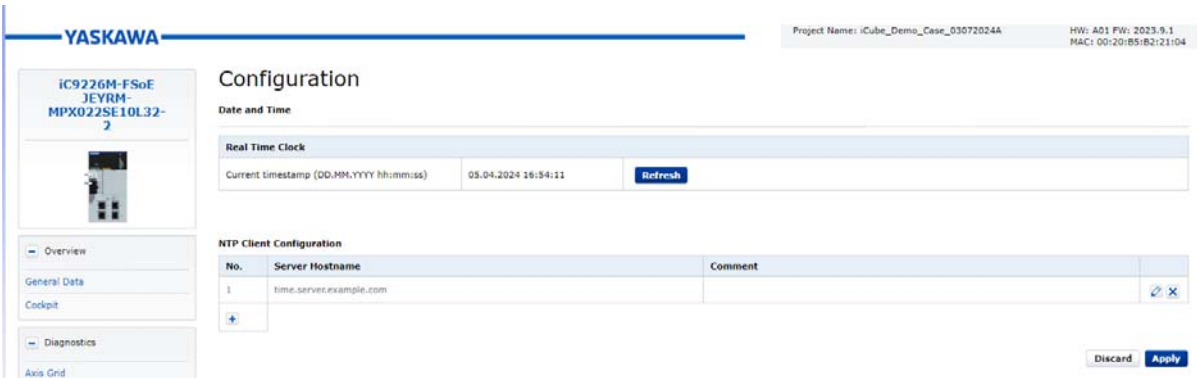 YASKAWA
Project Name: iCube_Demo_Case_03072024A
HW: A01 FW: 2023.9.1
MAC: 00:20:B5:B2:21:04
iC9226M-FSoE
JEYRM-
MPX022SE10L32-
2
Configuration
Date and Time
Real Time Clock
Current timestamp (DD.MM.YYYY hh:mm:ss) 05.04.2024 16:54:11 Refresh
Overview
General Data
Cockpit
Diagnostics
Axis Grid
NTP Client Configuration
No. Server Hostname Comment
1 time.server.example.com
Discard Apply